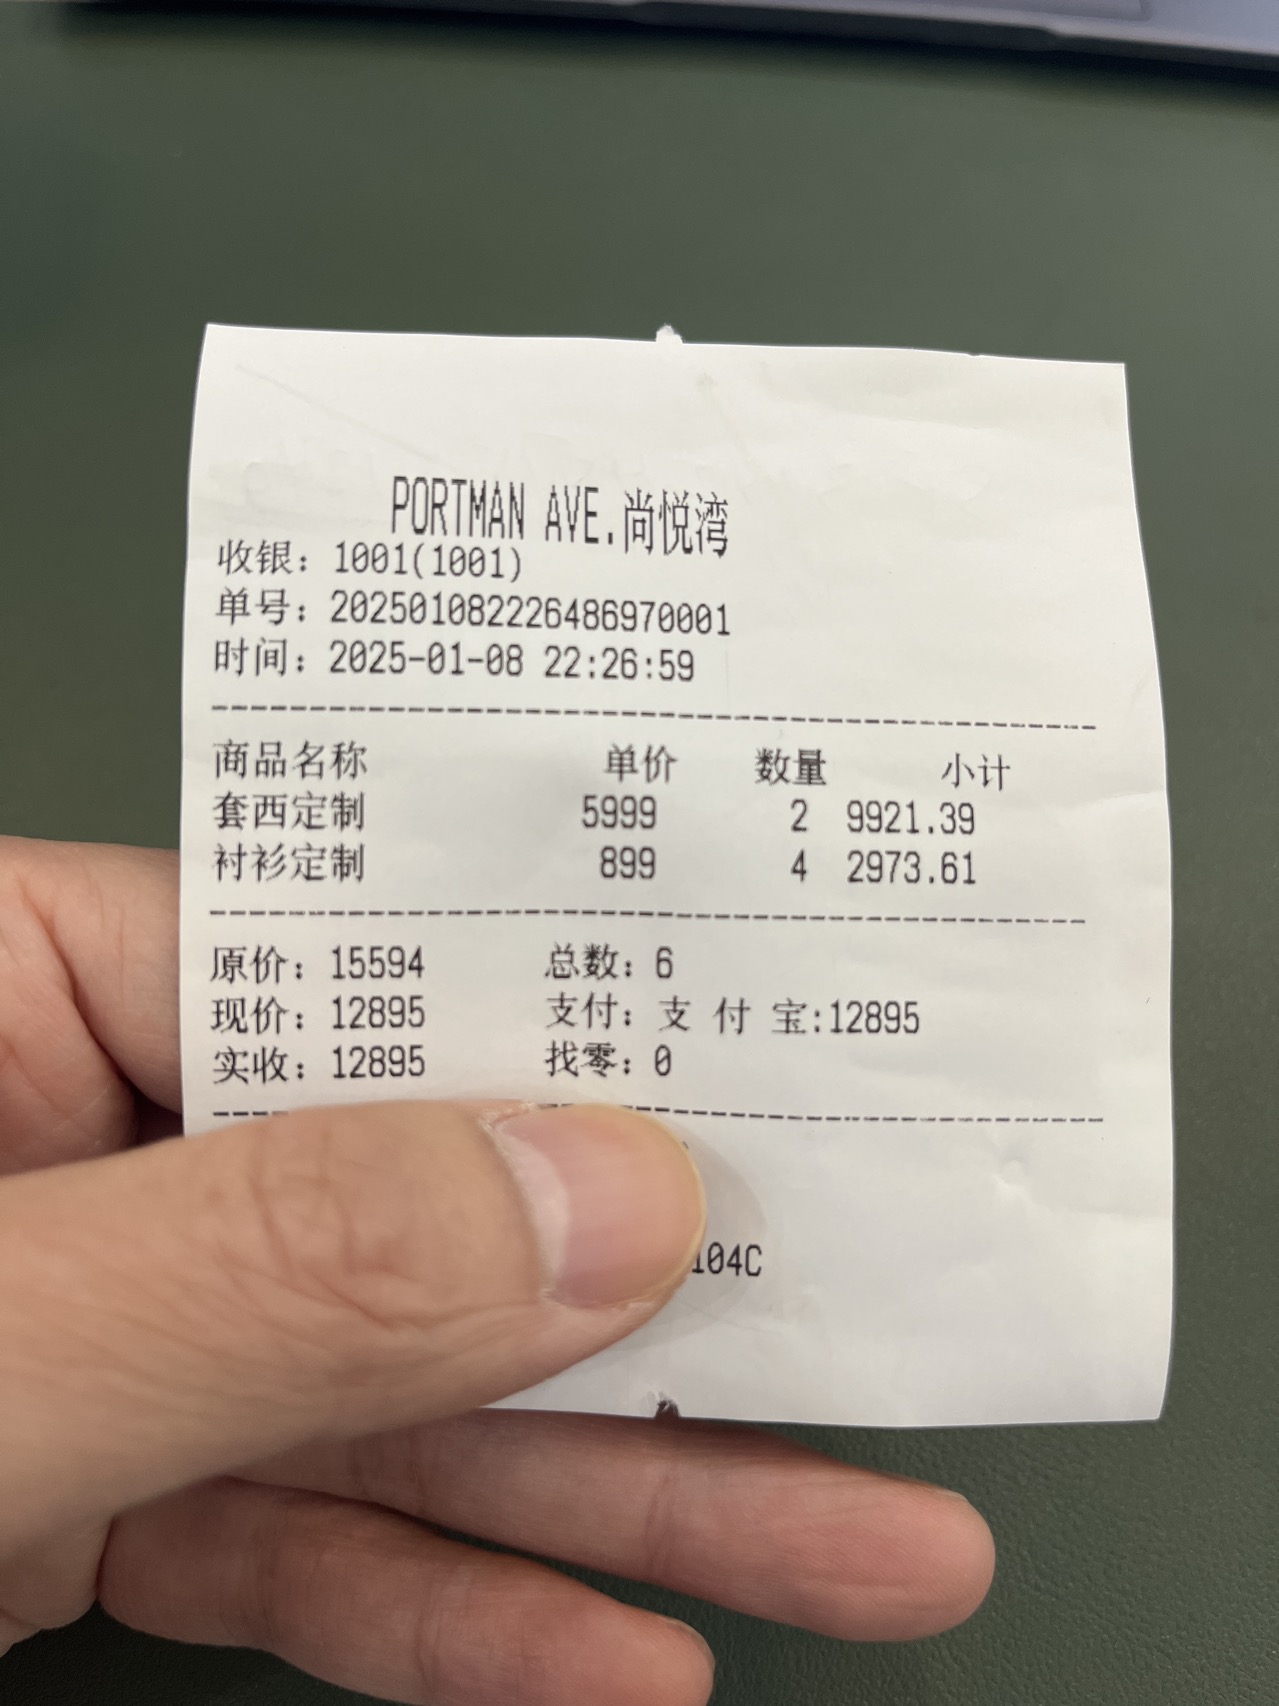 PORTMAN AVE.尚悦湾
收银：1001(1001)
单号：202501082226486970001
时间：2025-01-08 22:26:59
商品名称 单价 数量 小计
套西定制 5999 2 9921.39
衬衫定制 899 4 2973.61
原价：15594 总数：6
现价：12895 支付：支 付 宝:12895
实收：12895 找零：0
104C